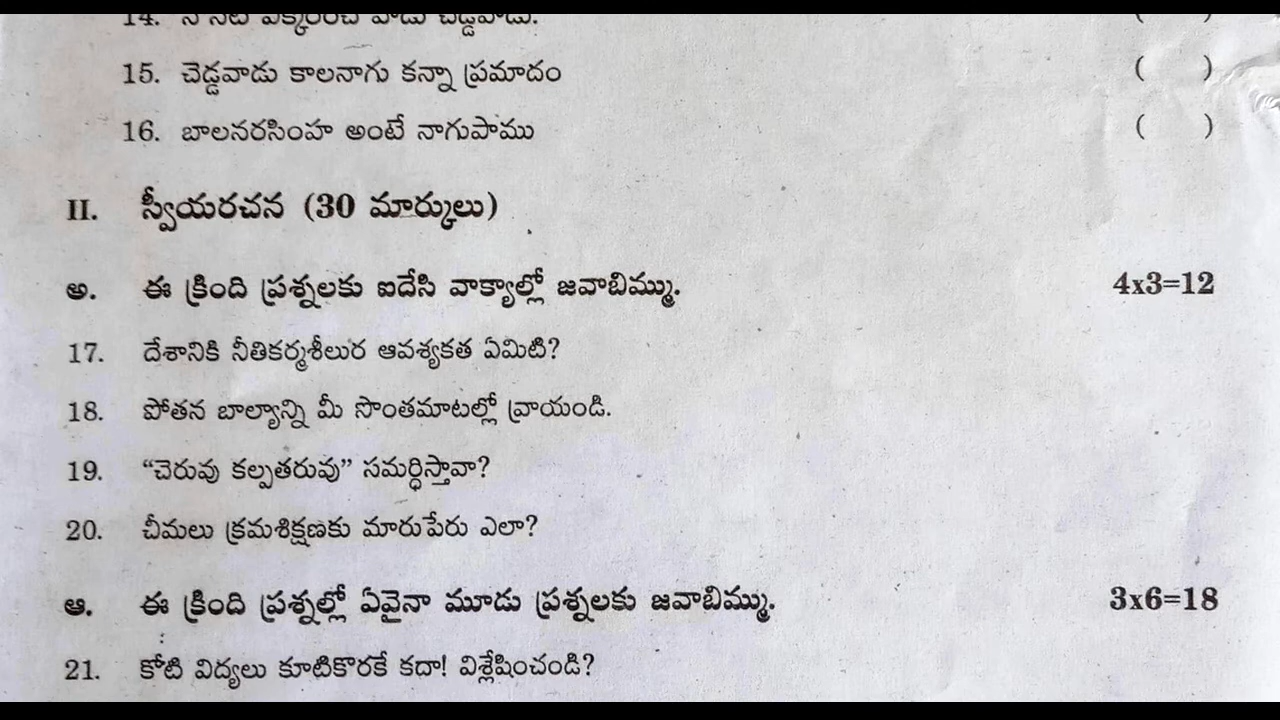 15. చెడ్డవాడు కాలనాగు కన్నా ప్రమాదం ( )
16. బాలనరసింహ అంటే నాగుపాము ( )
II. స్వీయరచన (30 మార్కులు)
అ. ఈ క్రింది ప్రశ్నలకు ఐదేసి వాక్యాల్లో జవాబిమ్ము. 4x3=12
17. దేశానికి నీతికర్మశీలుర ఆవశ్యకత ఏమిటి?
18. పోతన బాల్యాన్ని మీ సొంతమాటల్లో వ్రాయండి.
19. “చెరువు కల్పతరువు” సమర్ధిస్తావా?
20. చీమలు క్రమశిక్షణకు మారుపేరు ఎలా?
ఆ. ఈ క్రింది ప్రశ్నల్లో ఏవైనా మూడు ప్రశ్నలకు జవాబిమ్ము. 3x6=18
21. కోటి విద్యలు కూటికొరకే కదా! విశ్లేషించండి?